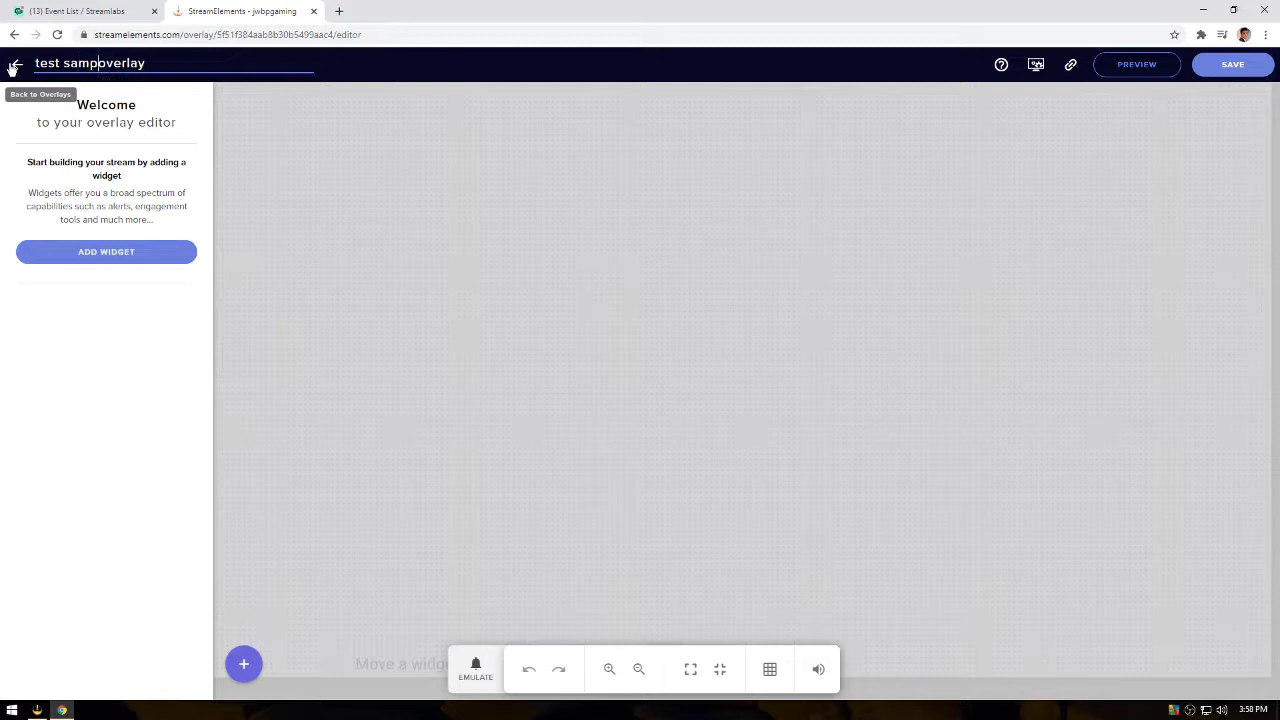 (13) Event List / Streamlabs
StreamElements - jwbpgaming
streamelements.com/overlay/5f51f384aab8b30b5499aac4/editor
test sampoverlay
PREVIEW
SAVE
Back to Overlays
Welcome
to your overlay editor
Start building your stream by adding a
widget
Widgets offer you a broad spectrum of
capabilities such as alerts, engagement
tools and much more...
ADD WIDGET
Move a widg
EMULATE
3:58 PM